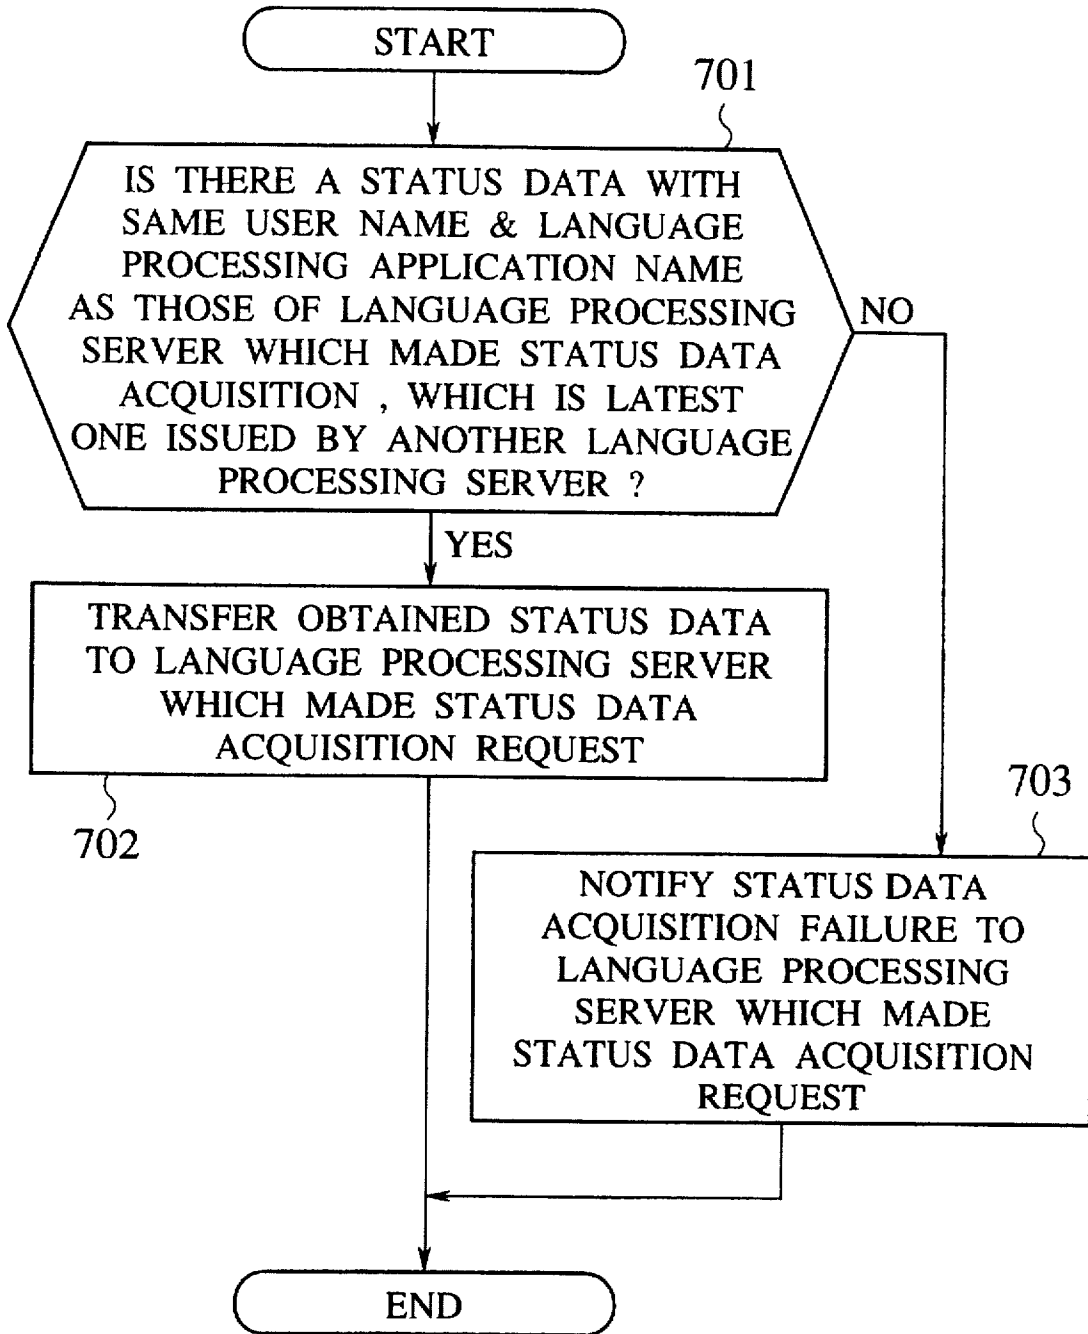 START
701
IS THERE A STATUS DATA WITH
SAME USER NAME & LANGUAGE
PROCESSING APPLICATION NAME
AS THOSE OF LANGUAGE PROCESSING
SERVER WHICH MADE STATUS DATA
ACQUISITION , WHICH IS LATEST
ONE ISSUED BY ANOTHER LANGUAGE
PROCESSING SERVER ?
NO
YES
TRANSFER OBTAINED STATUS DATA
TO LANGUAGE PROCESSING SERVER
WHICH MADE STATUS DATA
ACQUISITION REQUEST
702
703
NOTIFY STATUS DATA
ACQUISITION FAILURE TO
LANGUAGE PROCESSING
SERVER WHICH MADE
STATUS DATA ACQUISITION
REQUEST
END